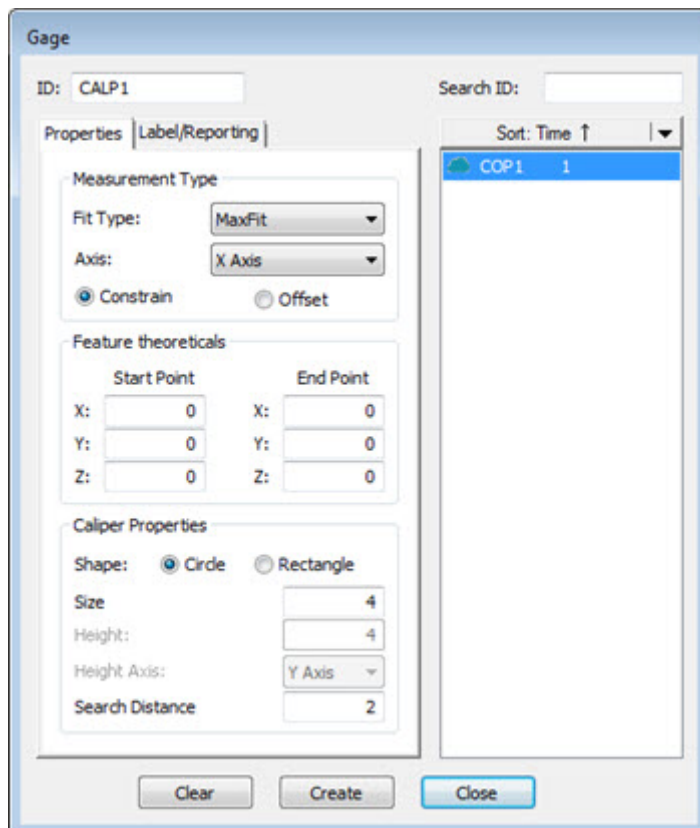 Gage
ID: CALP1 Search ID:
Properties Label/Reporting Sort: Time ↑
COP1 1
Measurement Type
Fit Type: MaxFit
Axis: X Axis
Constrain Offset
Feature theoreticals
Start Point End Point
X: 0 X: 0
Y: 0 Y: 0
Z: 0 Z: 0
Caliper Properties
Shape: Circle Rectangle
Size 4
Height: 4
Height Axis: Y Axis
Search Distance 2
Clear Create Close